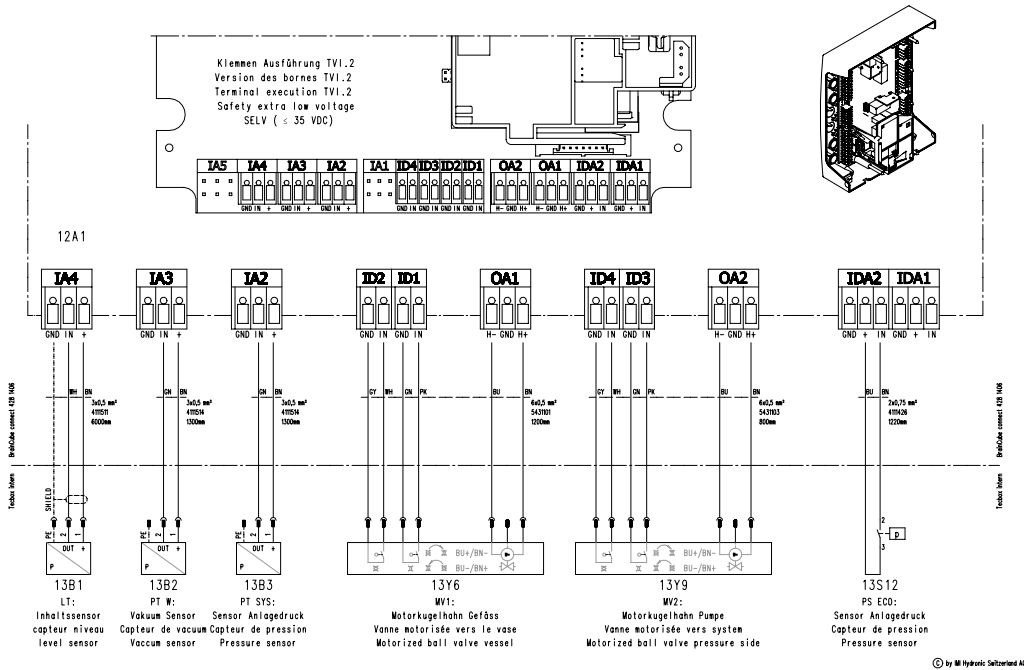 Klemmen Ausführung TV1.2
Version des bornes TV1.2
Terminal execution TV1.2
Safety extra low voltage
SELV ( ≤ 35 VDC)
IA5 IA4 IA3 IA2 IA1 ID4 ID3 ID2 ID1 OA2 OA1 IDA2 IDA1
GND IN + GND IN + GND IN + GND IN GND IN GND IN GND IN H- GND H+ H- GND H+ GND + IN GND + IN
12A1
IA4 IA3 IA2 ID2 ID1 OA1 ID4 ID3 OA2 IDA2 IDA1
GND IN + GND IN + GND IN + GND IN GND IN H- GND H+ GND IN GND IN H- GND H+ GND + IN GND + IN
WH BN GN BN GN BN GY WH GN PK BU BN GY WH GN PK BU BN BU BN
3x0,5 mm² 3x0,5 mm² 3x0,5 mm² 6x0,5 mm² 6x0,5 mm² 2x0,75 mm²
4111511 4111514 4111514 5431101 5431103 4111426
6000mm 1300mm 1300mm 1200mm 800mm 1220mm
BrainCube connect 428 1406
BrainCube connect 428 1406
Tecbox intern
Tecbox intern
SHIELD
PE 2 1 PE 2 1 PE 2 1
2
p
3
OUT + OUT + OUT +
P P P
BU+/BN- BU+/BN-
BU-/BN+ BU-/BN+
13B1 13B2 13B3 13Y6 13Y9 13S12
LT: PT W: PT SYS: MV1: MV2: PS ECO:
Inhaltssensor Vakuum Sensor Sensor Anlagedruck Motorkugelhahn Gefäss Motorkugelhahn Pumpe Sensor Anlagedruck
capteur niveau Capteur de vacuum Capteur de pression Vanne motorisée vers le vase Vanne motorisée vers system Capteur de pression
level sensor Vaccum sensor Pressure sensor Motorized ball valve vessel Motorized ball valve pressure side Pressure sensor
© by IMI Hydronic Switzerland AG